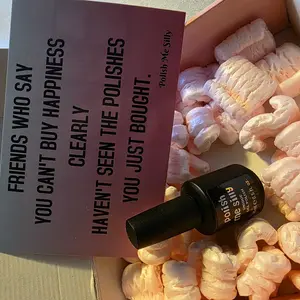 FRIENDS WHO SAY
YOU CAN'T BUY HAPPINESS
CLEARLY
HAVEN'T SEEN THE POLISHES
YOU JUST BOUGHT.
Polish Me Silly
polish
me silly